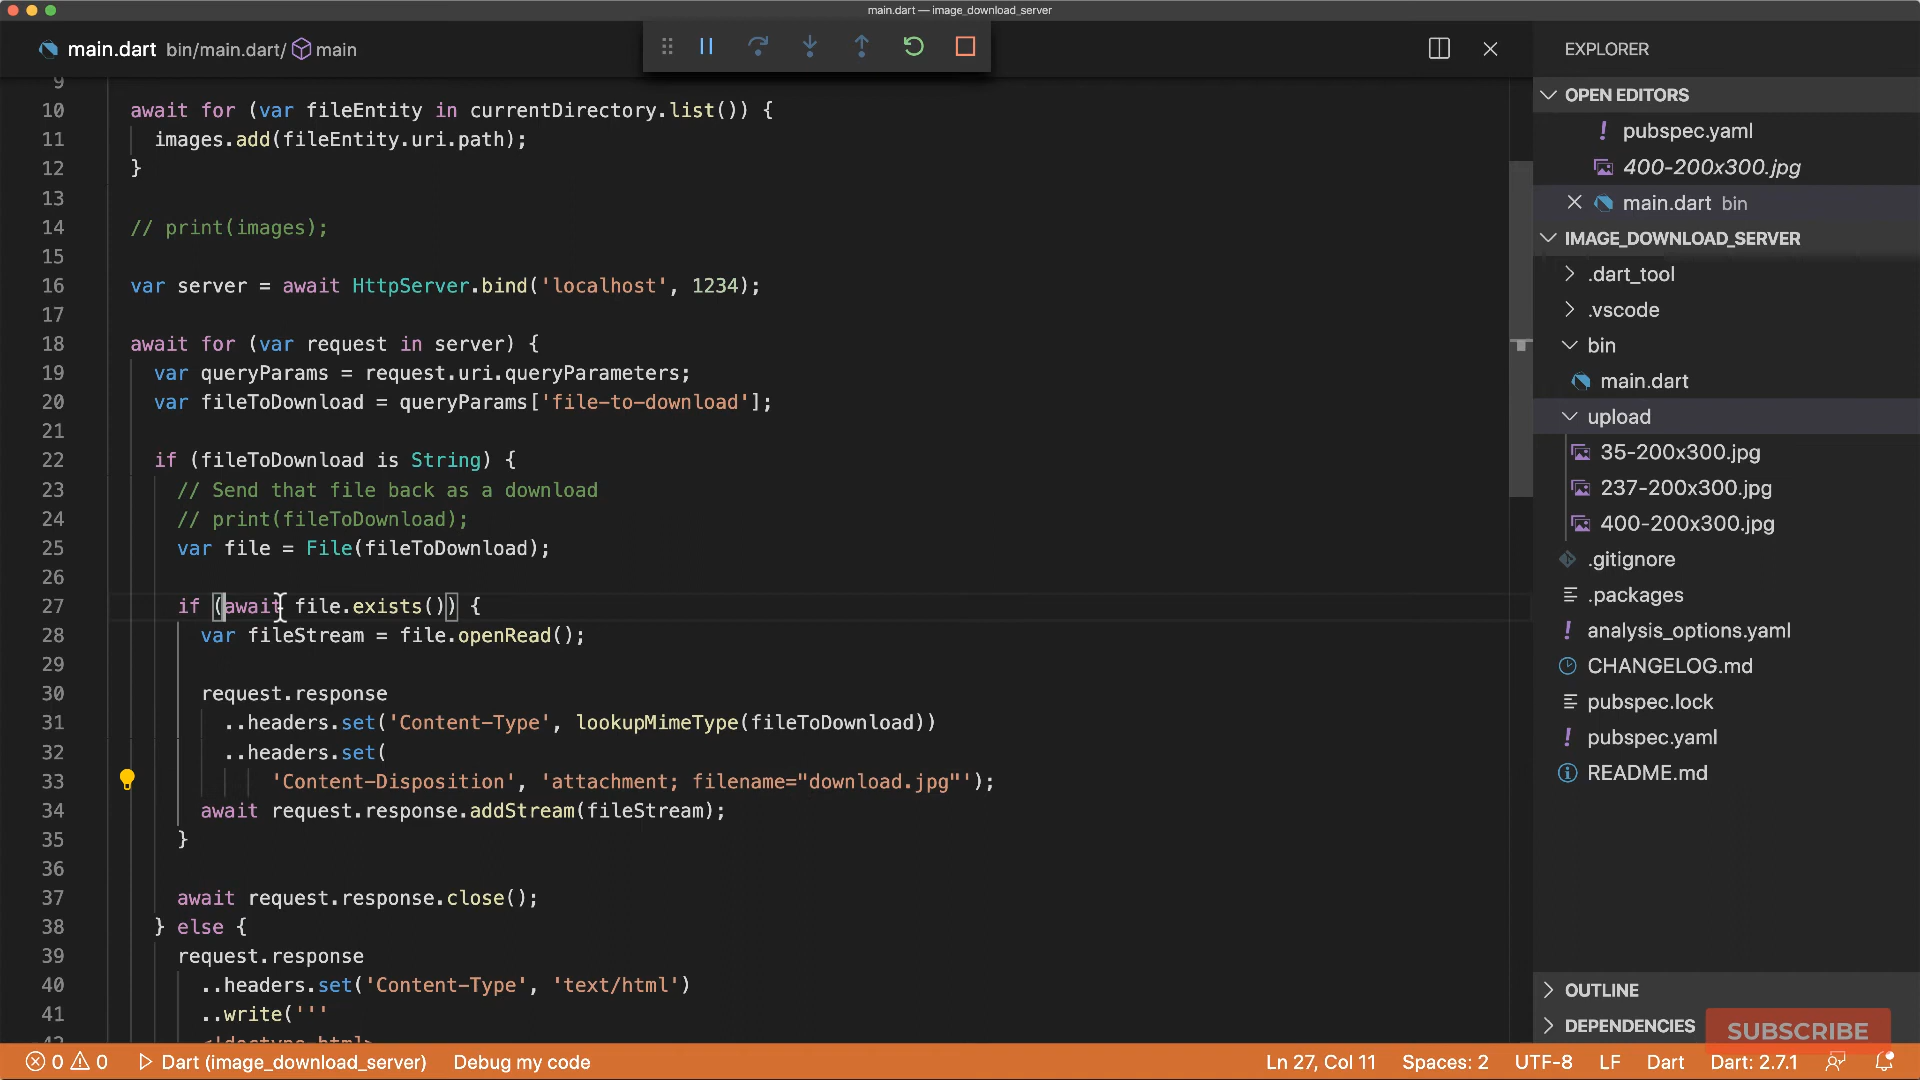 main.dart — image_download_server
main.dart bin/main.dart/ main
9
10 await for (var fileEntity in currentDirectory.list()) {
11 images.add(fileEntity.uri.path);
12 }
13
14 // print(images);
15
16 var server = await HttpServer.bind('localhost', 1234);
17
18 await for (var request in server) {
19 var queryParams = request.uri.queryParameters;
20 var fileToDownload = queryParams['file-to-download'];
21
22 if (fileToDownload is String) {
23 // Send that file back as a download
24 // print(fileToDownload);
25 var file = File(fileToDownload);
26
27 if (await file.exists()) {
28 var fileStream = file.openRead();
29
30 request.response
31 ..headers.set('Content-Type', lookupMimeType(fileToDownload))
32 ..headers.set(
33 'Content-Disposition', 'attachment; filename="download.jpg"');
34 await request.response.addStream(fileStream);
35 }
36
37 await request.response.close();
38 } else {
39 request.response
40 ..headers.set('Content-Type', 'text/html')
41 ..write('''
42 <!doctype html>
EXPLORER
OPEN EDITORS
! pubspec.yaml
400-200x300.jpg
main.dart bin
IMAGE_DOWNLOAD_SERVER
.dart_tool
.vscode
bin
main.dart
upload
35-200x300.jpg
237-200x300.jpg
400-200x300.jpg
.gitignore
.packages
! analysis_options.yaml
CHANGELOG.md
pubspec.lock
! pubspec.yaml
README.md
OUTLINE
DEPENDENCIES
SUBSCRIBE
0 0 Dart (image_download_server) Debug my code Ln 27, Col 11 Spaces: 2 UTF-8 LF Dart Dart: 2.7.1